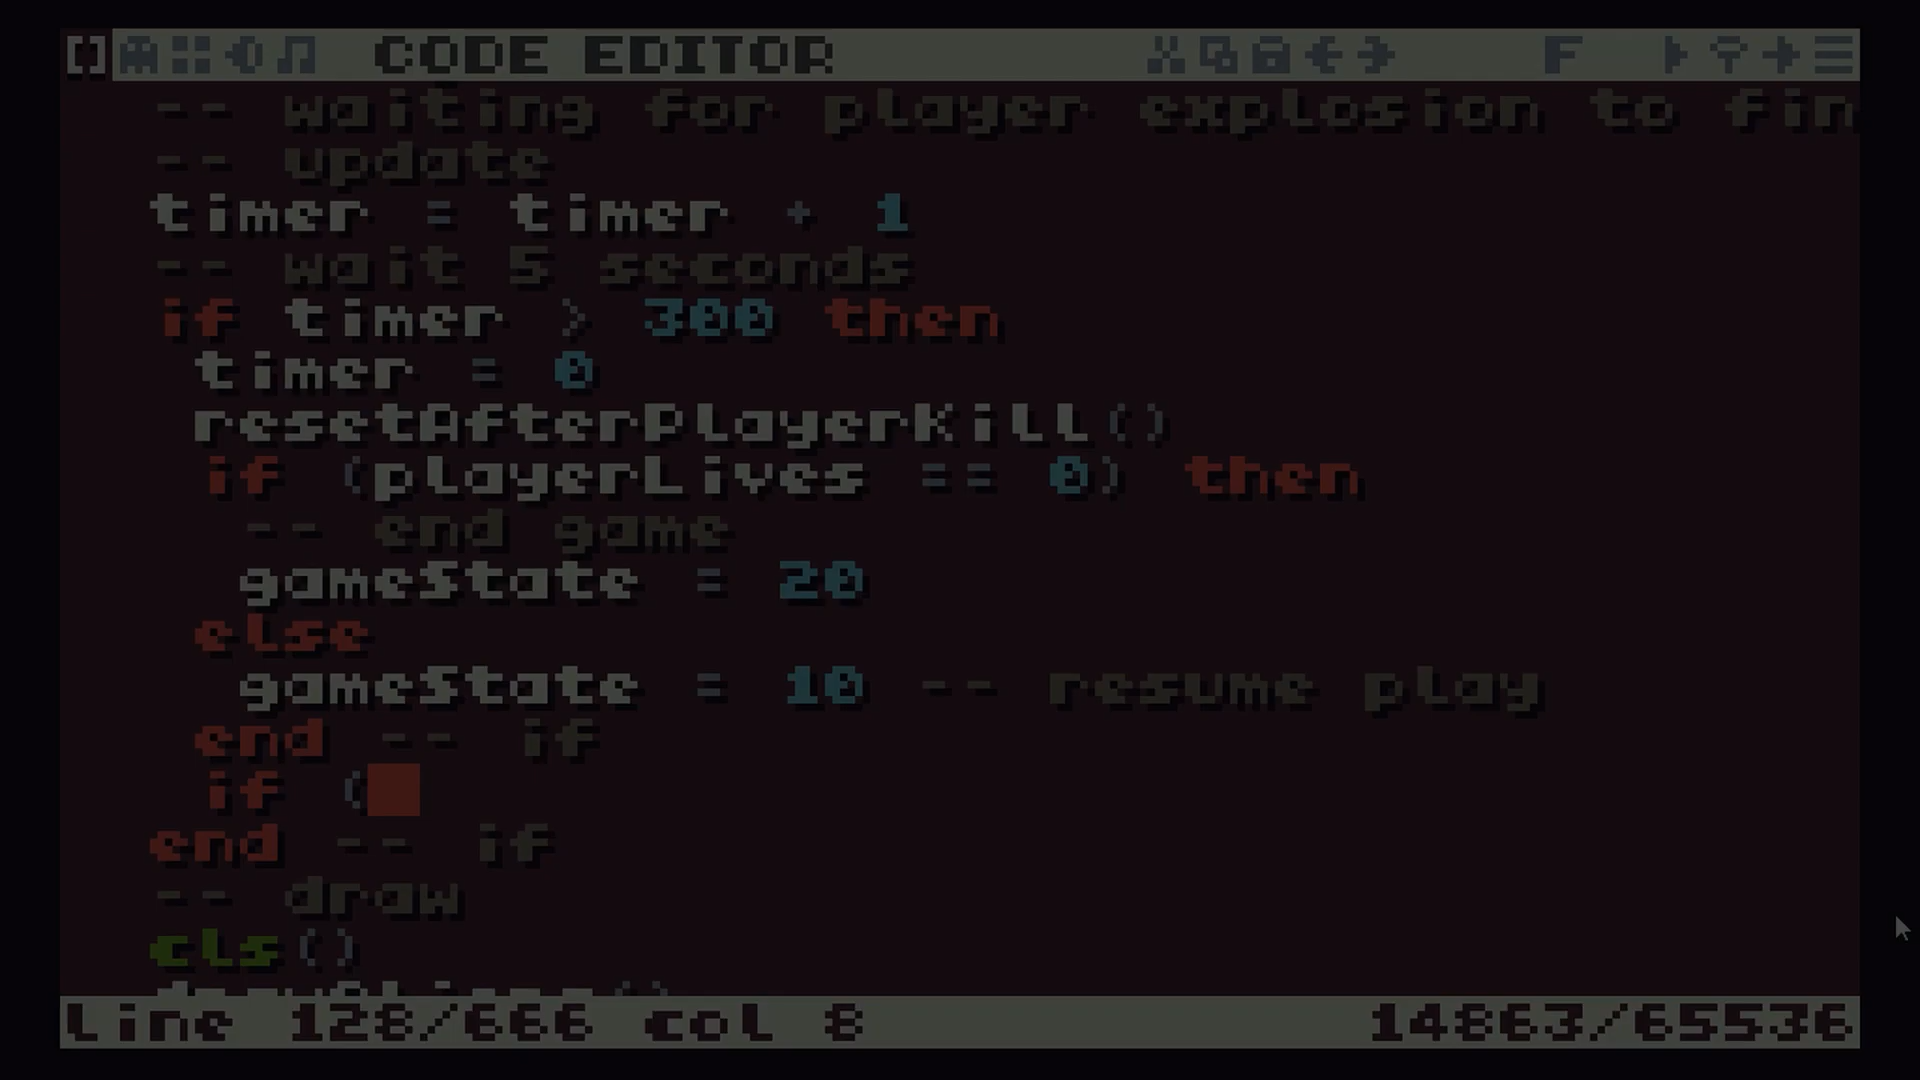 CODE EDITOR F
-- waiting for player explosion to fin
-- update
timer = timer + 1
-- wait 5 seconds
if timer > 300 then
timer = 0
resetAfterPlayerKill()
if (playerLives == 0) then
-- end game
gameState = 20
else
gameState = 10 -- resume play
end -- if
if (
end -- if
-- draw
cls()
line 128/666 col 8 14863/65536